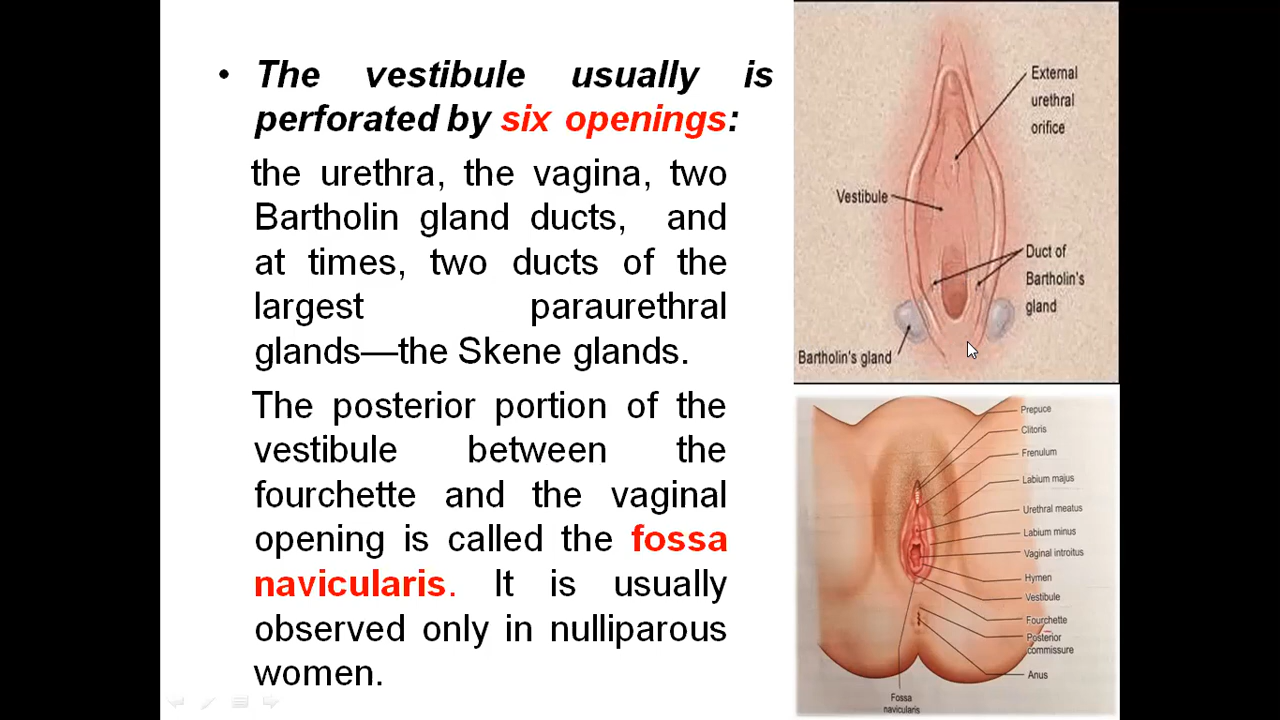 • The vestibule usually is
perforated by six openings:
the urethra, the vagina, two
Bartholin gland ducts, and
at times, two ducts of the
largest paraurethral
glands—the Skene glands.
The posterior portion of the
vestibule between the
fourchette and the vaginal
opening is called the fossa
navicularis. It is usually
observed only in nulliparous
women.
External
urethral
orifice
Vestibule
Duct of
Bartholin's
gland
Bartholin's gland
Prepuce
Clitoris
Frenulum
Labium majus
Urethral meatus
Labium minus
Vaginal introitus
Hymen
Vestibule
Fourchette
Posterior
commissure
Anus
Fossa
navicularis